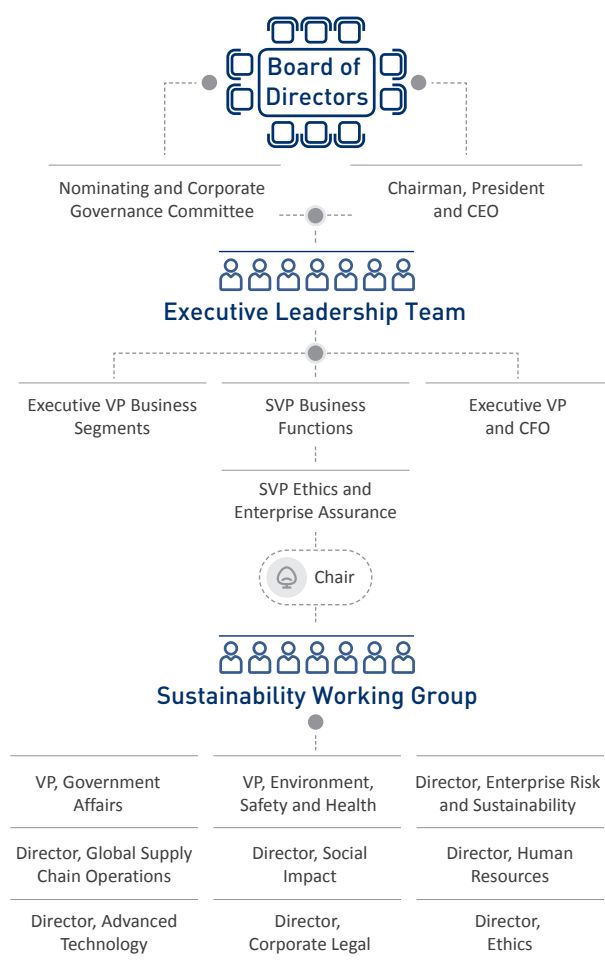 Board of
Directors
Nominating and Corporate
Governance Committee
Chairman, President
and CEO
Executive Leadership Team
Executive VP Business
Segments
SVP Business
Functions
Executive VP
and CFO
SVP Ethics and
Enterprise Assurance
Chair
Sustainability Working Group
VP, Government
Affairs
VP, Environment,
Safety and Health
Director, Enterprise Risk
and Sustainability
Director, Global Supply
Chain Operations
Director, Social
Impact
Director, Human
Resources
Director, Advanced
Technology
Director,
Corporate Legal
Director,
Ethics